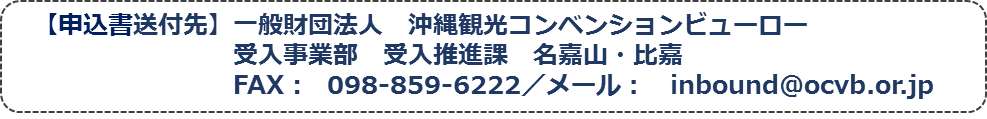 【申込書送付先】一般財団法人　沖縄観光コンベンションビューロー
受入事業部　受入推進課　名嘉山・比嘉
FAX：　098-859-6222／メール：　inbound@ocvb.or.jp